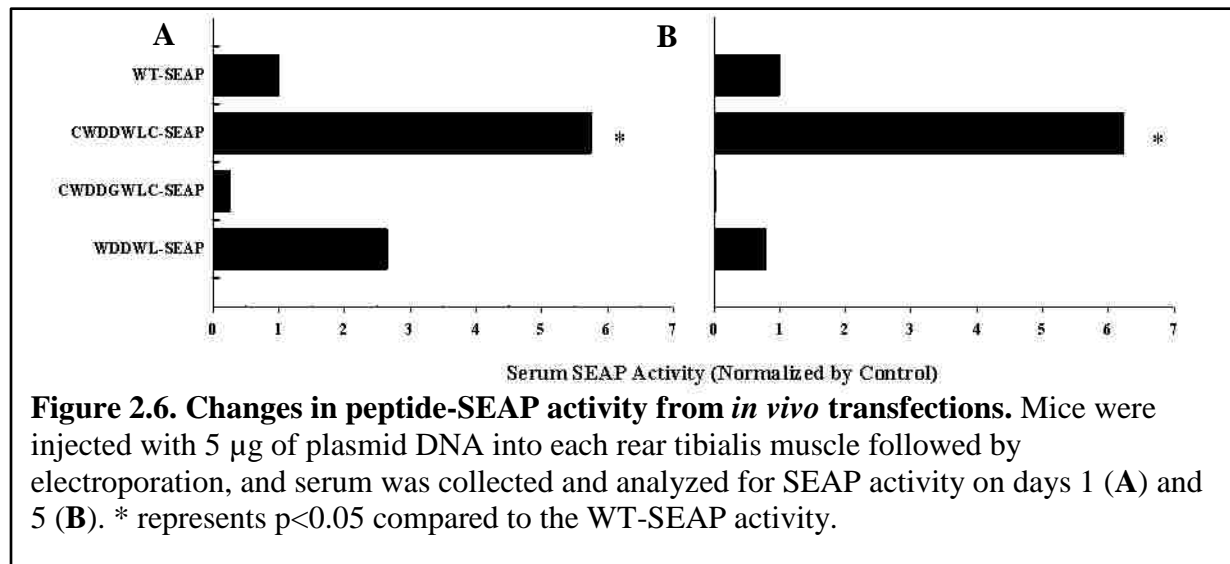 A
B
WT-SEAP
CWDDWLC-SEAP
*
*
CWDDGWLC-SEAP
WDDWL-SEAP
0 1 2 3 4 5 6 7
0 1 2 3 4 5 6 7
Serum SEAP Activity (Normalized by Control)
Figure 2.6. Changes in peptide-SEAP activity from in vivo transfections. Mice were
injected with 5 µg of plasmid DNA into each rear tibialis muscle followed by
electroporation, and serum was collected and analyzed for SEAP activity on days 1 (A) and
5 (B). * represents p<0.05 compared to the WT-SEAP activity.